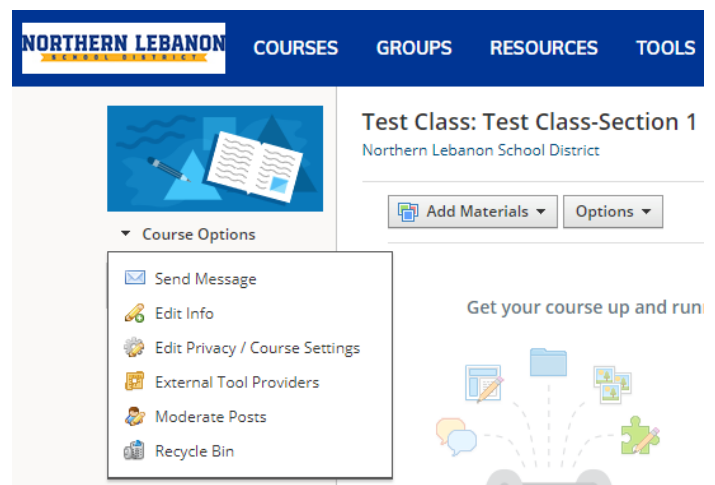 NORTHERN LEBANON
SCHOOL DISTRICT
COURSES
GROUPS
RESOURCES
TOOLS
Test Class: Test Class-Section 1
Northern Lebanon School District
Add Materials
Options
Course Options
Send Message
Edit Info
Edit Privacy / Course Settings
External Tool Providers
Moderate Posts
Recycle Bin
Get your course up and run